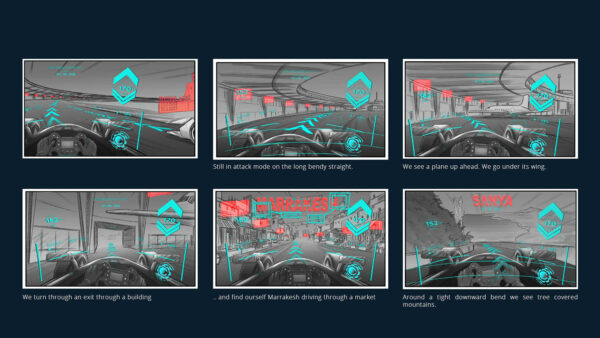 Still in attack mode on the long bendy straight.
We see a plane up ahead. We go under its wing.
152
MARRAKESH
SANYA
152
We turn through an exit through a building
.. and find ourself Marrakesh driving through a market
Around a tight downward bend we see tree covered
mountains.